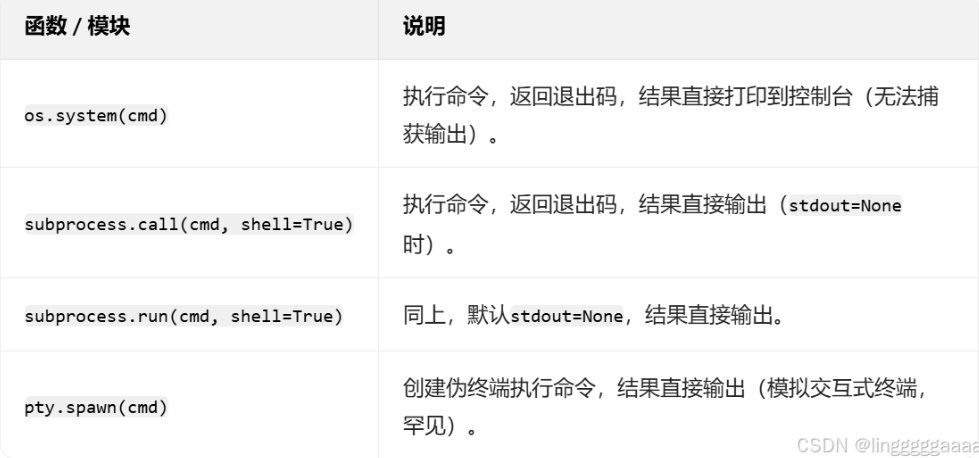 函数 / 模块
说明
os.system(cmd)
执行命令，返回退出码，结果直接打印到控制台（无法捕
获输出）。
subprocess.call(cmd, shell=True)
执行命令，返回退出码，结果直接输出（stdout=None
时）。
subprocess.run(cmd, shell=True)
同上，默认stdout=None，结果直接输出。
pty.spawn(cmd)
创建伪终端执行命令，结果直接输出（模拟交互式终端，
罕见）。
CSDN @lingggggaaaa